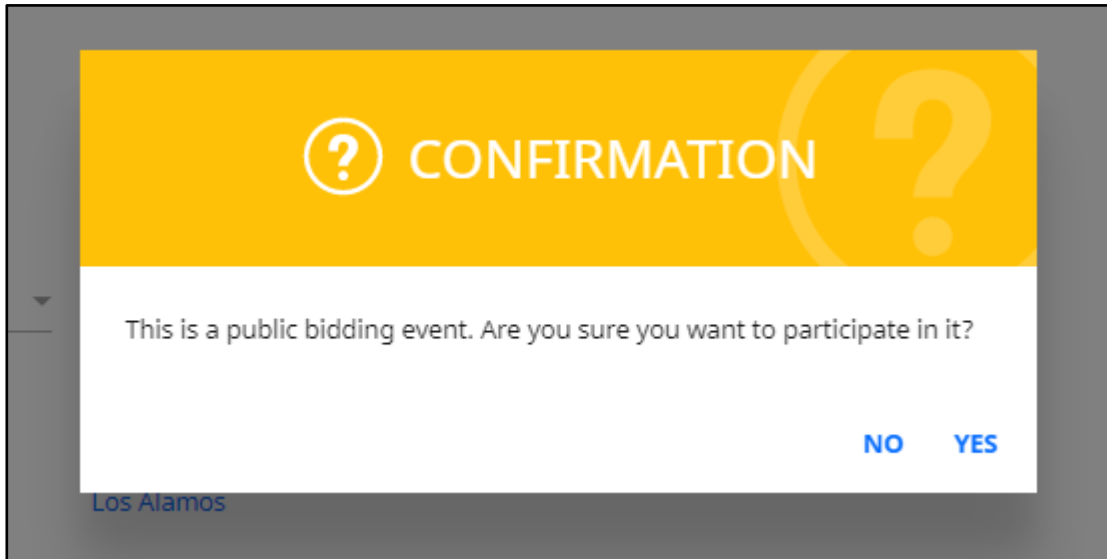 CONFIRMATION
This is a public bidding event. Are you sure you want to participate in it?
NO YES
Los Alamos